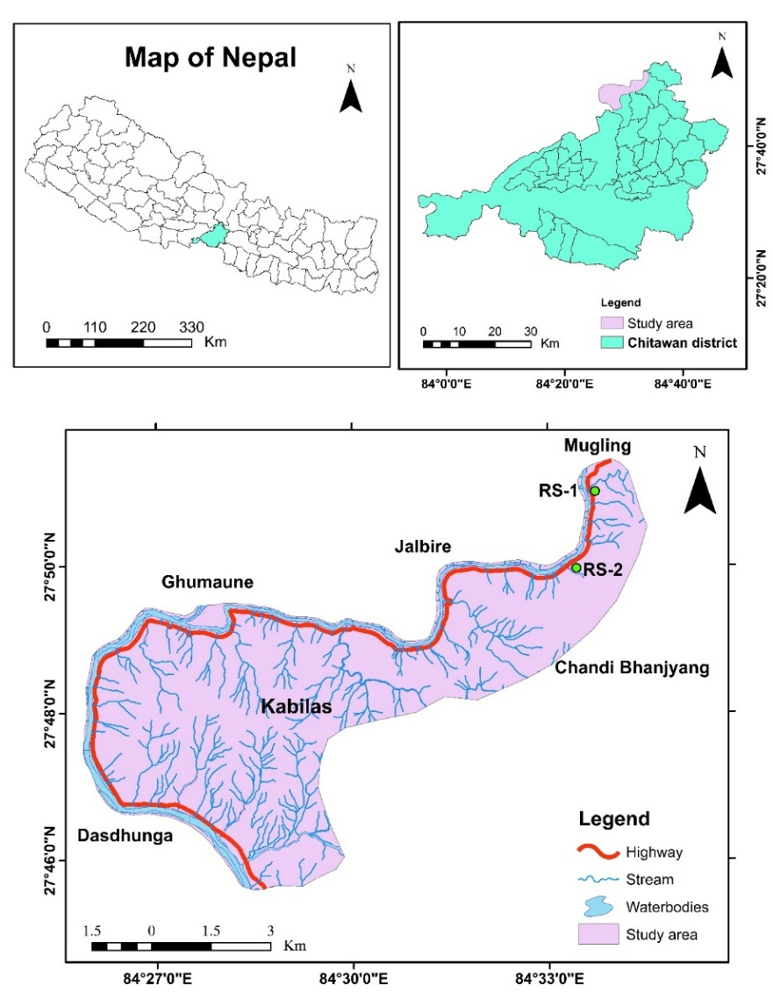 Map of Nepal
N
0 110 220 330
Km
N
27°40'0"N
27°20'0"N
Legend
Study area
Chitawan district
0 10 20 30
Km
84°0'0"E 84°20'0"E 84°40'0"E
Mugling
N
RS-1
Jalbire
RS-2
27°50'0"N
Ghumaune
Chandi Bhanjyang
27°48'0"N
Kabilas
Dasdhunga
27°46'0"N
Legend
Highway
Stream
Waterbodies
Study area
1.5 0 1.5 3
Km
84°27'0"E 84°30'0"E 84°33'0"E